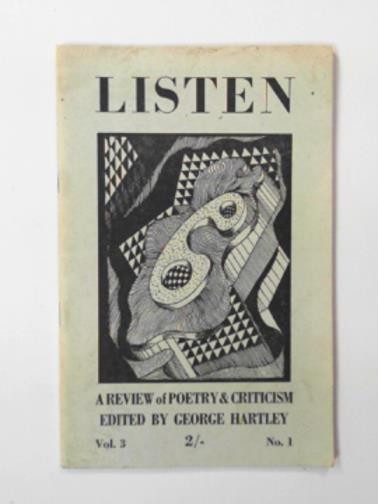 LISTEN
A REVIEW of POETRY & CRITICISM
EDITED BY GEORGE HARTLEY
Vol. 3 2/- No. 1